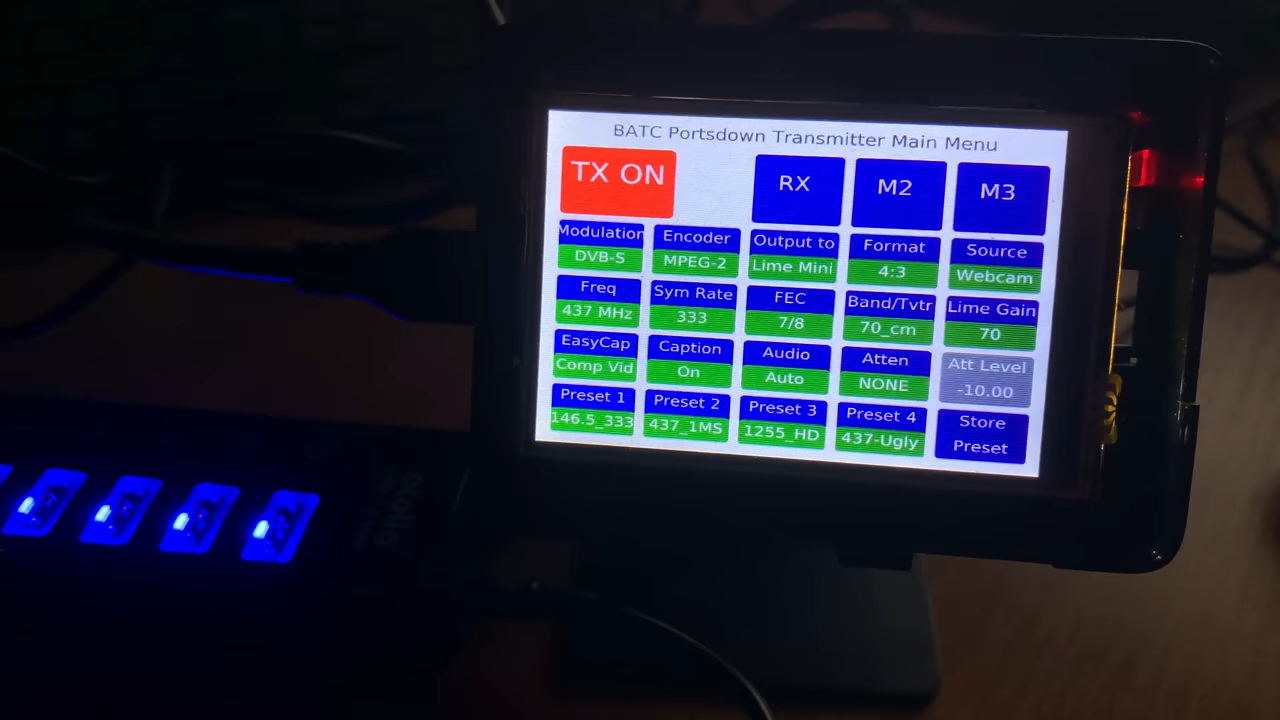 BATC Portsdown Transmitter Main Menu
TX ON
RX
M2
M3
Modulation
DVB-S
Encoder
MPEG-2
Output to
Lime Mini
Format
4:3
Source
Webcam
Freq
437 MHz
Sym Rate
333
FEC
7/8
Band/Tvtr
70_cm
Lime Gain
70
EasyCap
Comp Vid
Caption
On
Audio
Auto
Atten
NONE
Att Level
-10.00
Preset 1
146.5_333
Preset 2
437_1MS
Preset 3
1255_HD
Preset 4
437-Ugly
Store
Preset
atolla